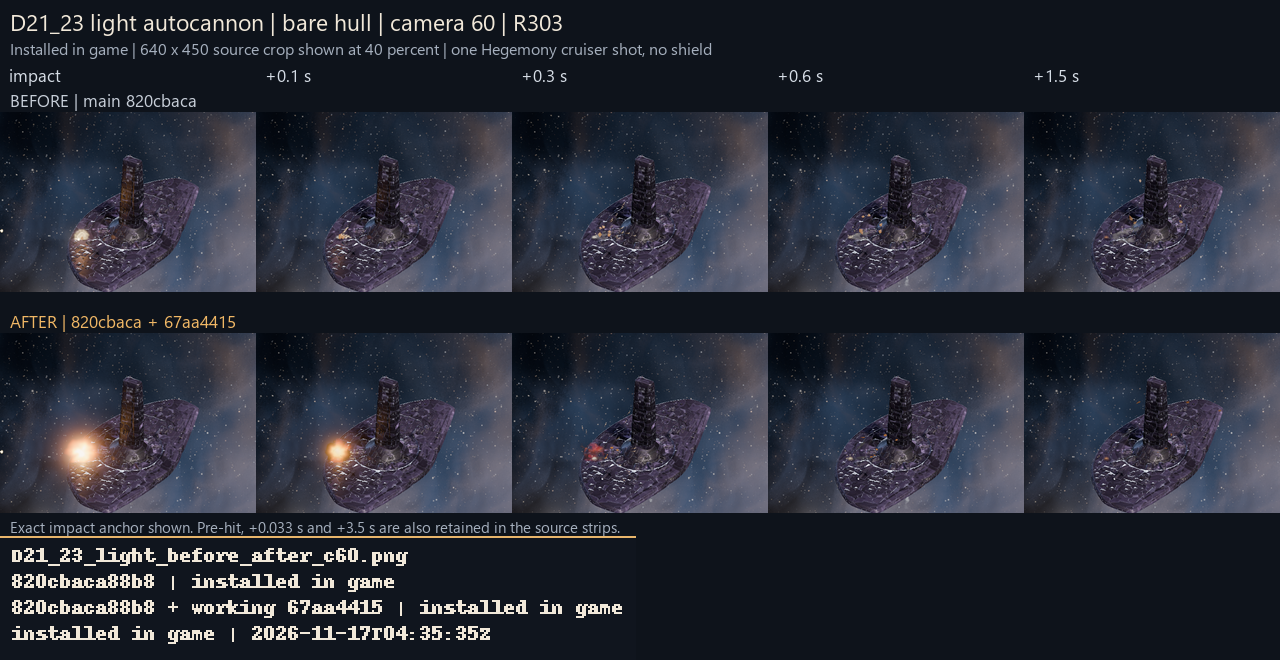 D21_23 light autocannon | bare hull | camera 60 | R303
Installed in game | 640 x 450 source crop shown at 40 percent | one Hegemony cruiser shot, no shield
impact +0.1 s +0.3 s +0.6 s +1.5 s
BEFORE | main 820cbaca
AFTER | 820cbaca + 67aa4415
Exact impact anchor shown. Pre-hit, +0.033 s and +3.5 s are also retained in the source strips.
D21_23_light_before_after_c60.png
820cbaca88b8 | installed in game
820cbaca88b8 + working 67aa4415 | installed in game
installed in game | 2026-11-17T04:35:35Z